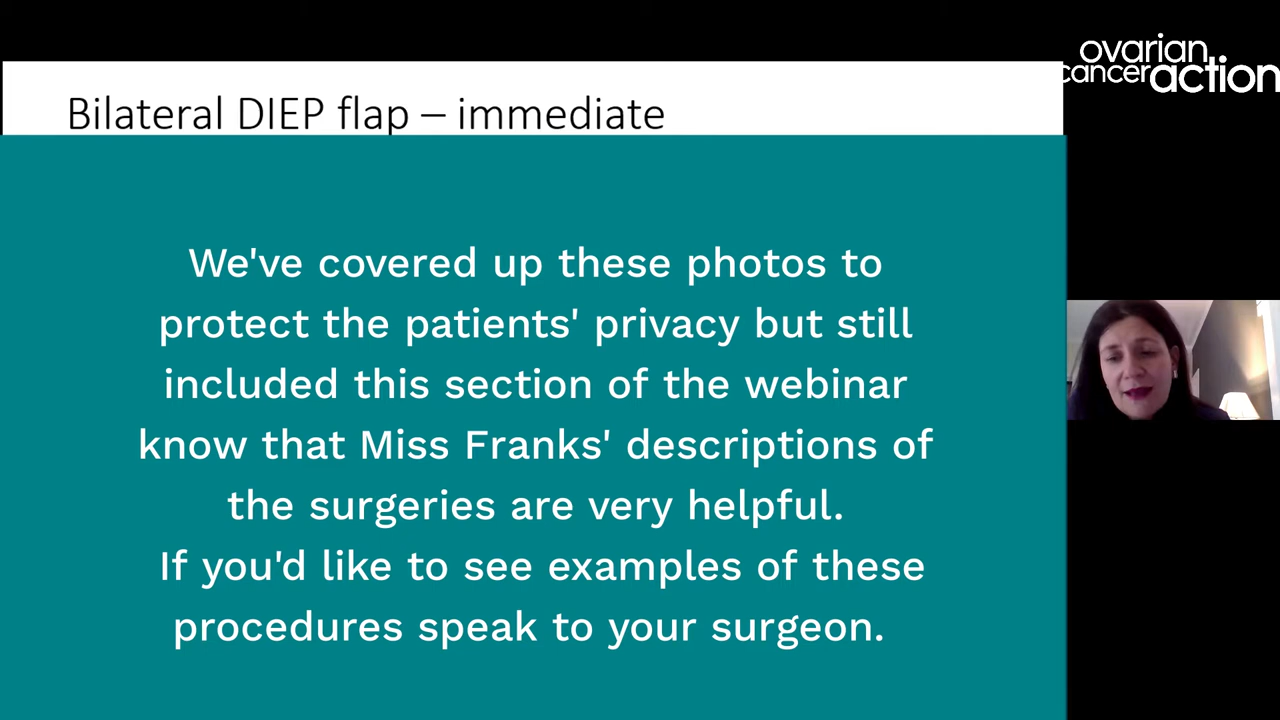 ovarian
cancer action
Bilateral DIEP flap – immediate
We've covered up these photos to
protect the patients' privacy but still
included this section of the webinar
know that Miss Franks' descriptions of
the surgeries are very helpful.
If you'd like to see examples of these
procedures speak to your surgeon.